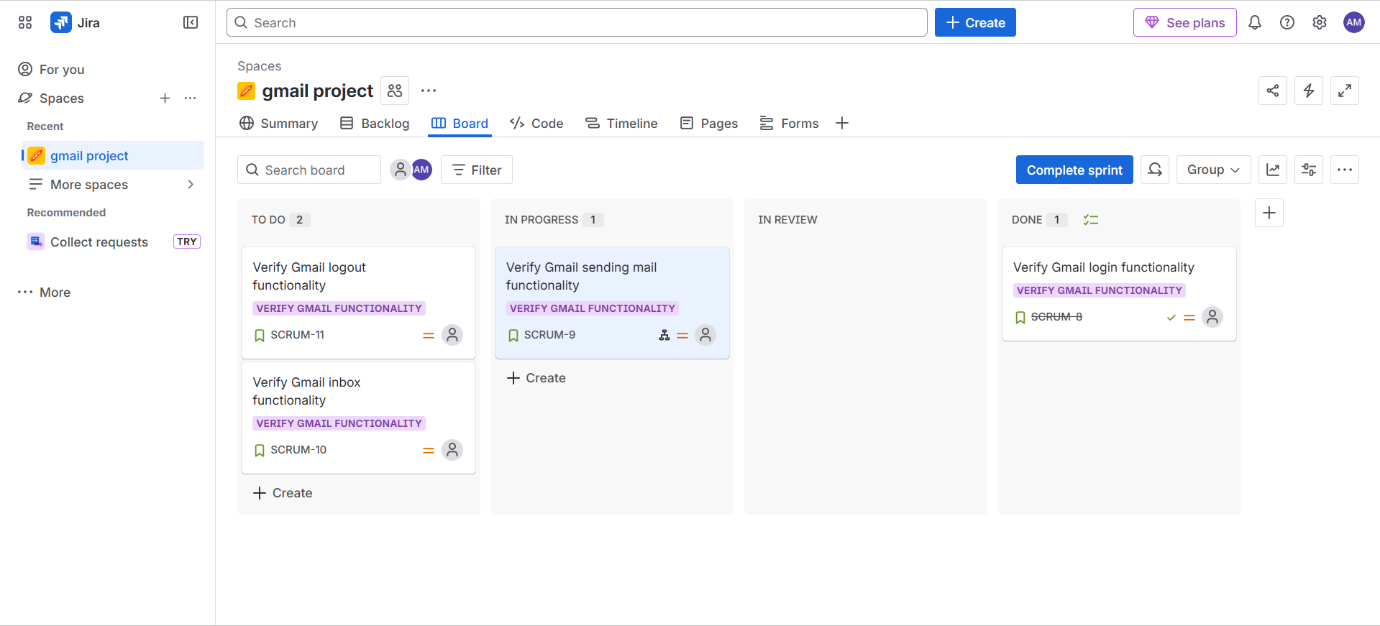 Jira
Search
Create
See plans
AM
For you
Spaces
Recent
gmail project
More spaces
Recommended
Collect requests TRY
More
Spaces
gmail project
Summary Backlog Board Code Timeline Pages Forms
Search board AM Filter
Complete sprint Group
TO DO 2
Verify Gmail logout
functionality
VERIFY GMAIL FUNCTIONALITY
SCRUM-11
Verify Gmail inbox
functionality
VERIFY GMAIL FUNCTIONALITY
SCRUM-10
Create
IN PROGRESS 1
Verify Gmail sending mail
functionality
VERIFY GMAIL FUNCTIONALITY
SCRUM-9
Create
IN REVIEW
DONE 1
Verify Gmail login functionality
VERIFY GMAIL FUNCTIONALITY
SCRUM-8